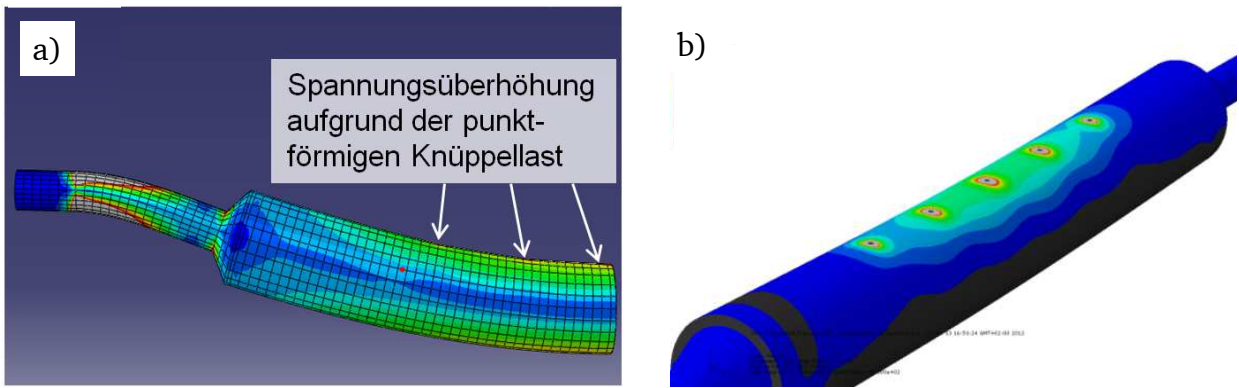 a)
Spannungsüberhöhung
aufgrund der punkt-
förmigen Knüppellast
b)